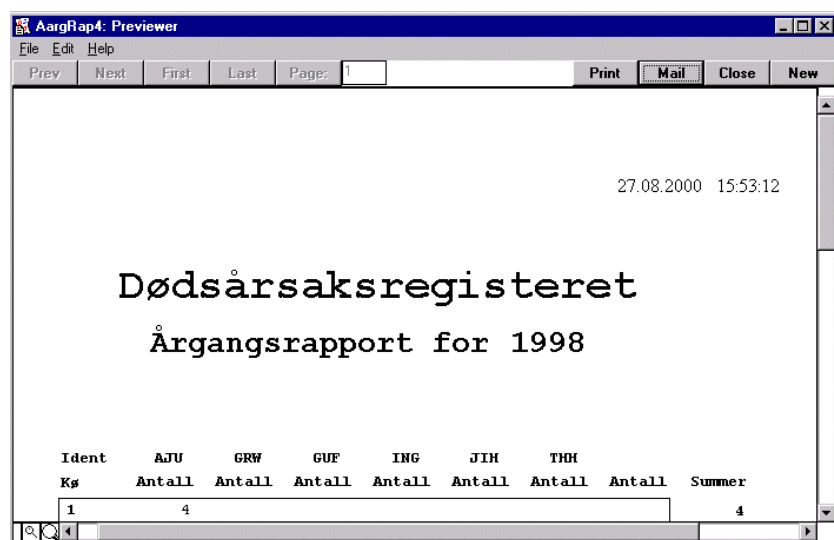 AargRap4: Previewer
File Edit Help
Prev Next First Last Page: 1 Print Mail Close New
27.08.2000 15:53:12
Dødsårsaksregisteret
Årgangsrapport for 1998
Ident AJU GRW GUF ING JIH THH
Kø Antall Antall Antall Antall Antall Antall Antall Summer
1 4 4